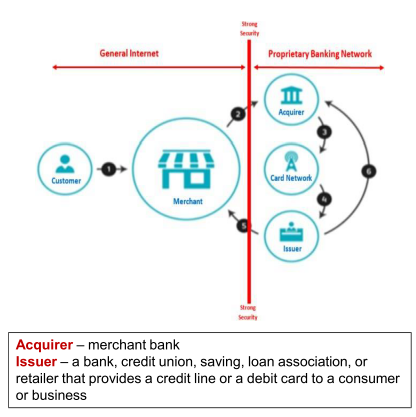 Strong
Security
General Internet
Proprietary Banking Network
2
Acquirer
3
1
Customer
Merchant
Card Network
6
4
5
Issuer
Strong
Security
Acquirer – merchant bank
Issuer – a bank, credit union, saving, loan association, or
retailer that provides a credit line or a debit card to a consumer
or business